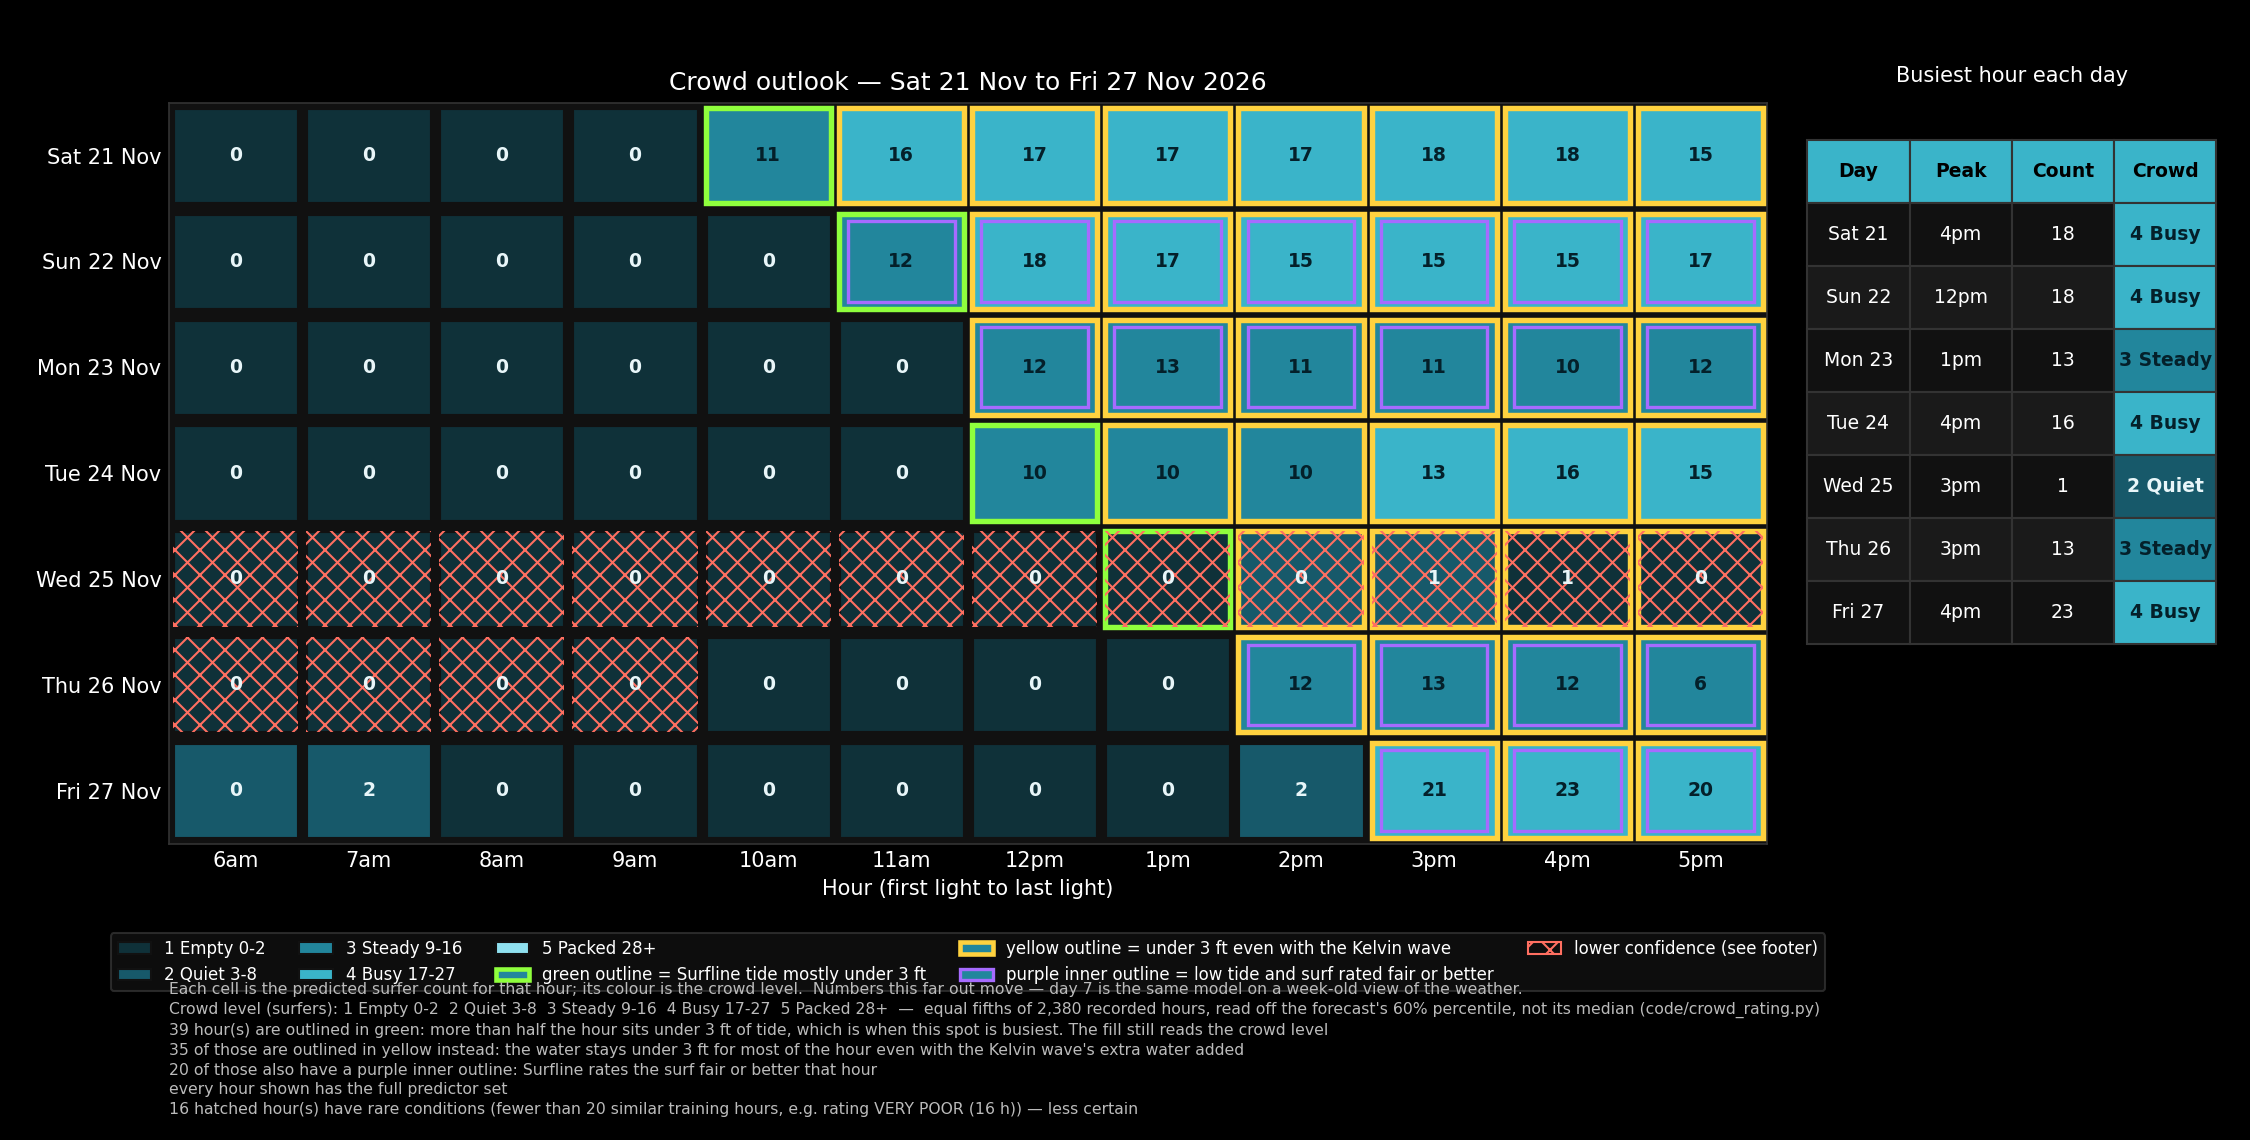 Crowd outlook — Sat 21 Nov to Fri 27 Nov 2026
Sat 21 Nov 0 0 0 0 11 16 17 17 17 18 18 15
Sun 22 Nov 0 0 0 0 0 12 18 17 15 15 15 17
Mon 23 Nov 0 0 0 0 0 0 12 13 11 11 10 12
Tue 24 Nov 0 0 0 0 0 0 10 10 10 13 16 15
Wed 25 Nov 0 0 0 0 0 0 0 0 0 1 1 0
Thu 26 Nov 0 0 0 0 0 0 0 0 12 13 12 6
Fri 27 Nov 0 2 0 0 0 0 0 0 2 21 23 20
6am 7am 8am 9am 10am 11am 12pm 1pm 2pm 3pm 4pm 5pm
Hour (first light to last light)
Busiest hour each day
Day Peak Count Crowd
Sat 21 4pm 18 4 Busy
Sun 22 12pm 18 4 Busy
Mon 23 1pm 13 3 Steady
Tue 24 4pm 16 4 Busy
Wed 25 3pm 1 2 Quiet
Thu 26 3pm 13 3 Steady
Fri 27 4pm 23 4 Busy
1 Empty 0-2 3 Steady 9-16 5 Packed 28+ yellow outline = under 3 ft even with the Kelvin wave lower confidence (see footer)
2 Quiet 3-8 4 Busy 17-27 green outline = Surfline tide mostly under 3 ft purple inner outline = low tide and surf rated fair or better
Each cell is the predicted surfer count for that hour; its colour is the crowd level. Numbers this far out move — day 7 is the same model on a week-old view of the weather.
Crowd level (surfers): 1 Empty 0-2 2 Quiet 3-8 3 Steady 9-16 4 Busy 17-27 5 Packed 28+ — equal fifths of 2,380 recorded hours, read off the forecast's 60% percentile, not its median (code/crowd_rating.py)
39 hour(s) are outlined in green: more than half the hour sits under 3 ft of tide, which is when this spot is busiest. The fill still reads the crowd level
35 of those are outlined in yellow instead: the water stays under 3 ft for most of the hour even with the Kelvin wave's extra water added
20 of those also have a purple inner outline: Surfline rates the surf fair or better that hour
every hour shown has the full predictor set
16 hatched hour(s) have rare conditions (fewer than 20 similar training hours, e.g. rating VERY POOR (16 h)) — less certain